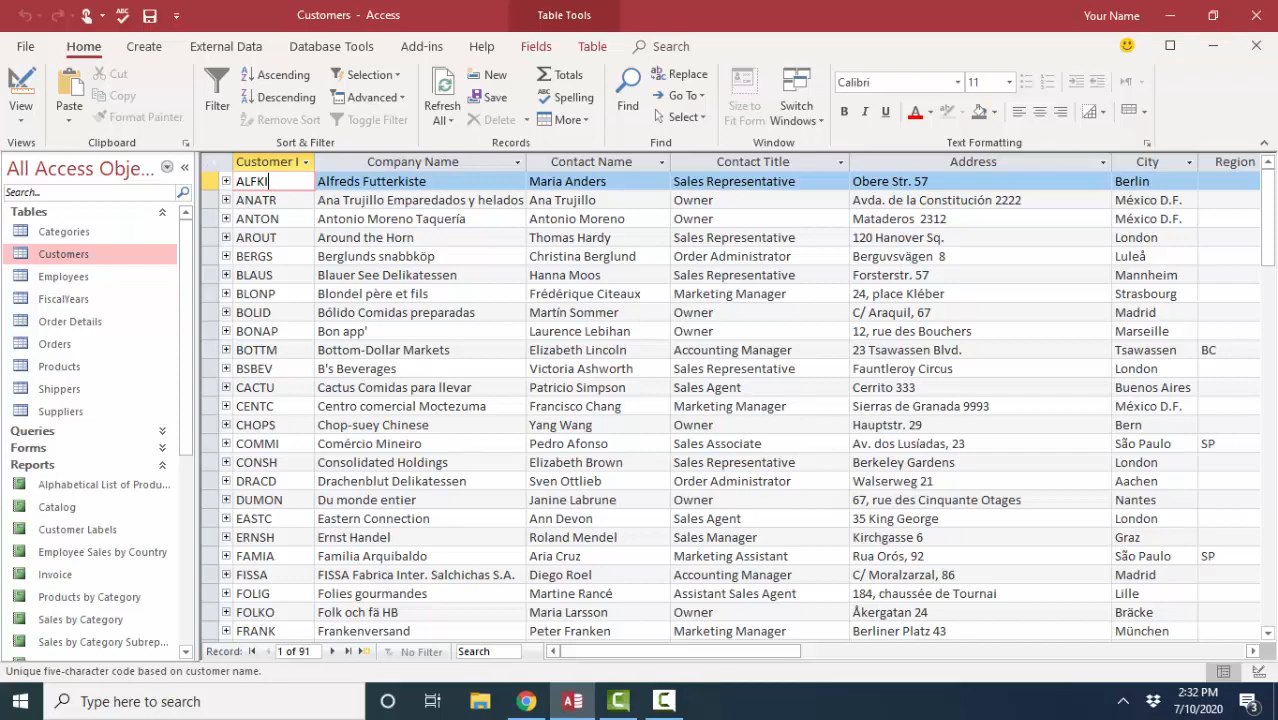 Customers - Access
Table Tools
Your Name
File Home Create External Data Database Tools Add-ins Help Fields Table Search
View
Paste
Cut
Copy
Format Painter
Filter
Ascending
Descending
Remove Sort
Selection
Advanced
Toggle Filter
Refresh All
New
Save
Delete
Totals
Spelling
More
Find
Replace
Go To
Select
Size to Fit Form
Switch Windows
Calibri 11
B I U
Views Clipboard Sort & Filter Records Find Window Text Formatting
All Access Obje...
Search...
Tables
Categories
Customers
Employees
FiscalYears
Order Details
Orders
Products
Shippers
Suppliers
Queries
Forms
Reports
Alphabetical List of Produ...
Catalog
Customer Labels
Employee Sales by Country
Invoice
Products by Category
Sales by Category
Sales by Category Subrep...
Customer I Company Name Contact Name Contact Title Address City Region
ALFKI Alfreds Futterkiste Maria Anders Sales Representative Obere Str. 57 Berlin
ANATR Ana Trujillo Emparedados y helados Ana Trujillo Owner Avda. de la Constitución 2222 México D.F.
ANTON Antonio Moreno Taquería Antonio Moreno Owner Mataderos 2312 México D.F.
AROUT Around the Horn Thomas Hardy Sales Representative 120 Hanover Sq. London
BERGS Berglunds snabbköp Christina Berglund Order Administrator Berguvsvägen 8 Luleå
BLAUS Blauer See Delikatessen Hanna Moos Sales Representative Forsterstr. 57 Mannheim
BLONP Blondel père et fils Frédérique Citeaux Marketing Manager 24, place Kléber Strasbourg
BOLID Bólido Comidas preparadas Martín Sommer Owner C/ Araquil, 67 Madrid
BONAP Bon app' Laurence Lebihan Owner 12, rue des Bouchers Marseille
BOTTM Bottom-Dollar Markets Elizabeth Lincoln Accounting Manager 23 Tsawassen Blvd. Tsawassen BC
BSBEV B's Beverages Victoria Ashworth Sales Representative Fauntleroy Circus London
CACTU Cactus Comidas para llevar Patricio Simpson Sales Agent Cerrito 333 Buenos Aires
CENTC Centro comercial Moctezuma Francisco Chang Marketing Manager Sierras de Granada 9993 México D.F.
CHOPS Chop-suey Chinese Yang Wang Owner Hauptstr. 29 Bern
COMMI Comércio Mineiro Pedro Afonso Sales Associate Av. dos Lusíadas, 23 São Paulo SP
CONSH Consolidated Holdings Elizabeth Brown Sales Representative Berkeley Gardens London
DRACD Drachenblut Delikatessen Sven Ottlieb Order Administrator Walserweg 21 Aachen
DUMON Du monde entier Janine Labrune Owner 67, rue des Cinquante Otages Nantes
EASTC Eastern Connection Ann Devon Sales Agent 35 King George London
ERNSH Ernst Handel Roland Mendel Sales Manager Kirchgasse 6 Graz
FAMIA Familia Arquibaldo Aria Cruz Marketing Assistant Rua Orós, 92 São Paulo SP
FISSA FISSA Fabrica Inter. Salchichas S.A. Diego Roel Accounting Manager C/ Moralzarzal, 86 Madrid
FOLIG Folies gourmandes Martine Rancé Assistant Sales Agent 184, chaussée de Tournai Lille
FOLKO Folk och fä HB Maria Larsson Owner Åkergatan 24 Bräcke
FRANK Frankenversand Peter Franken Marketing Manager Berliner Platz 43 München
Record: 1 of 91 No Filter Search
Unique five-character code based on customer name.
Type here to search
2:32 PM
7/10/2020
3